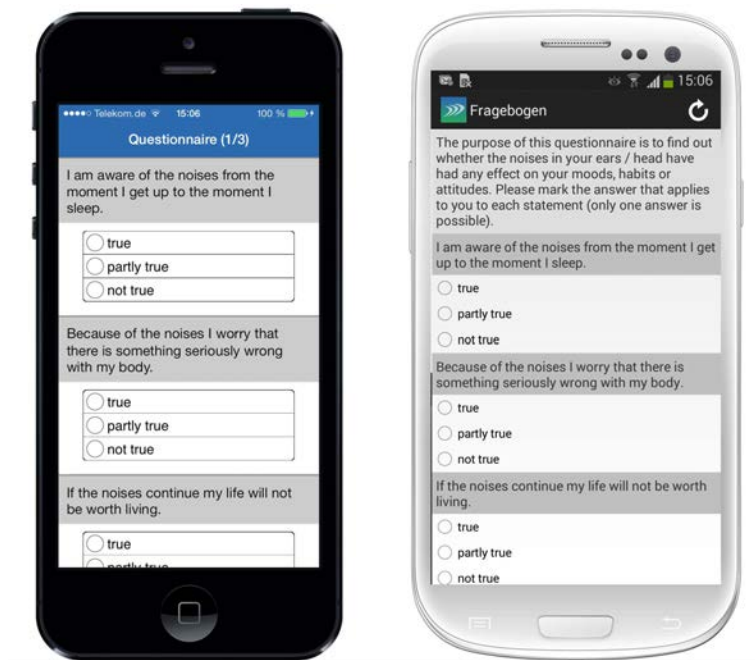 Telekom.de 15:06 100 %
Questionnaire (1/3)
I am aware of the noises from the
moment I get up to the moment I
sleep.
true
partly true
not true
Because of the noises I worry that
there is something seriously wrong
with my body.
true
partly true
not true
If the noises continue my life will not
be worth living.
true
partly true
15:06
Fragebogen
The purpose of this questionnaire is to find out
whether the noises in your ears / head have
had any effect on your moods, habits or
attitudes. Please mark the answer that applies
to you to each statement (only one answer is
possible).
I am aware of the noises from the moment I get
up to the moment I sleep.
true
partly true
not true
Because of the noises I worry that there is
something seriously wrong with my body.
true
partly true
not true
If the noises continue my life will not be worth
living.
true
partly true
not true